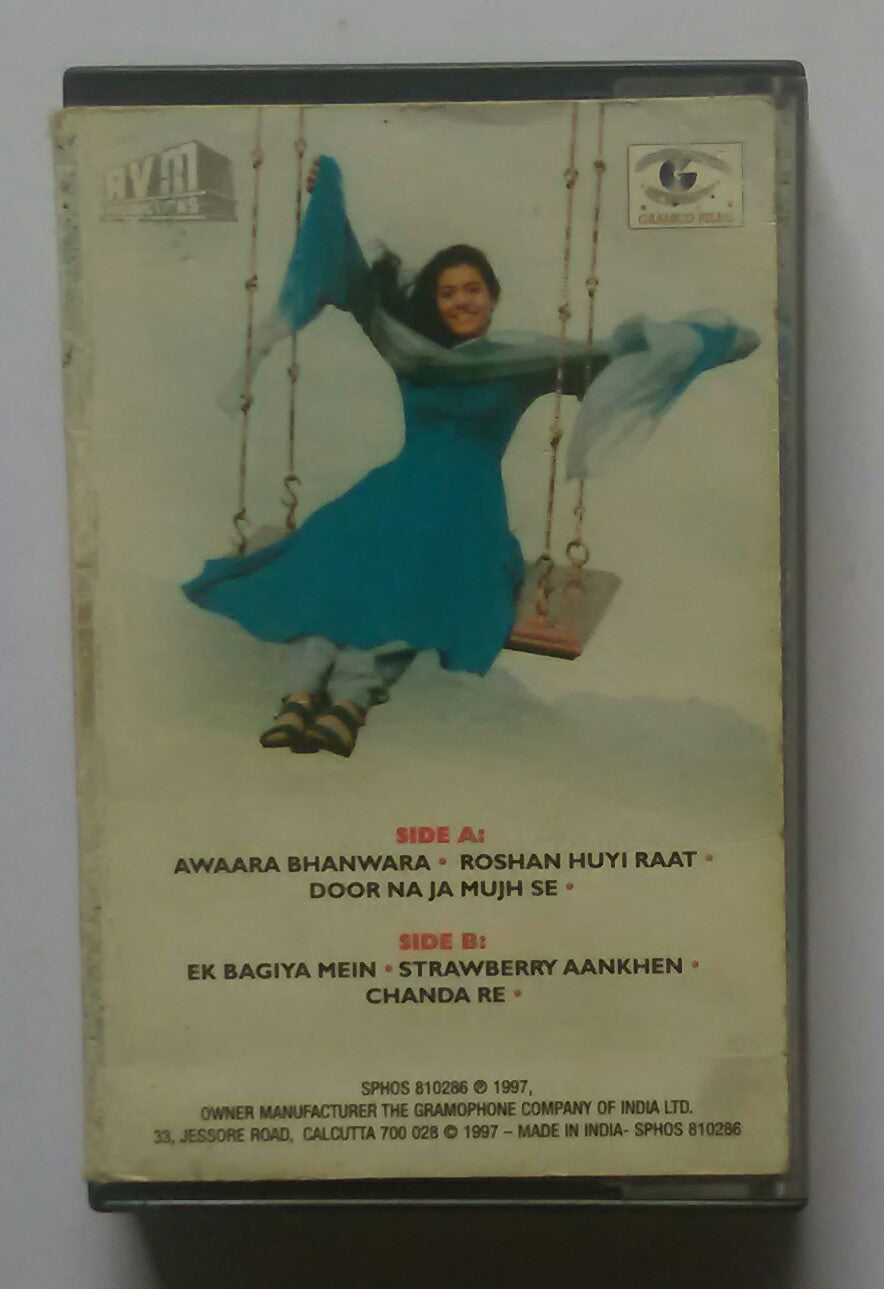 AVM
PRODUCTIONS
GRAMCO FILMS
SIDE A:
AWAARA BHANWARA • ROSHAN HUYI RAAT •
DOOR NA JA MUJH SE •
SIDE B:
EK BAGIYA MEIN • STRAWBERRY AANKHEN •
CHANDA RE •
SPHOS 810286 ℗ 1997,
OWNER MANUFACTURER THE GRAMOPHONE COMPANY OF INDIA LTD.
33, JESSORE ROAD, CALCUTTA 700 028 © 1997 – MADE IN INDIA- SPHOS 810286